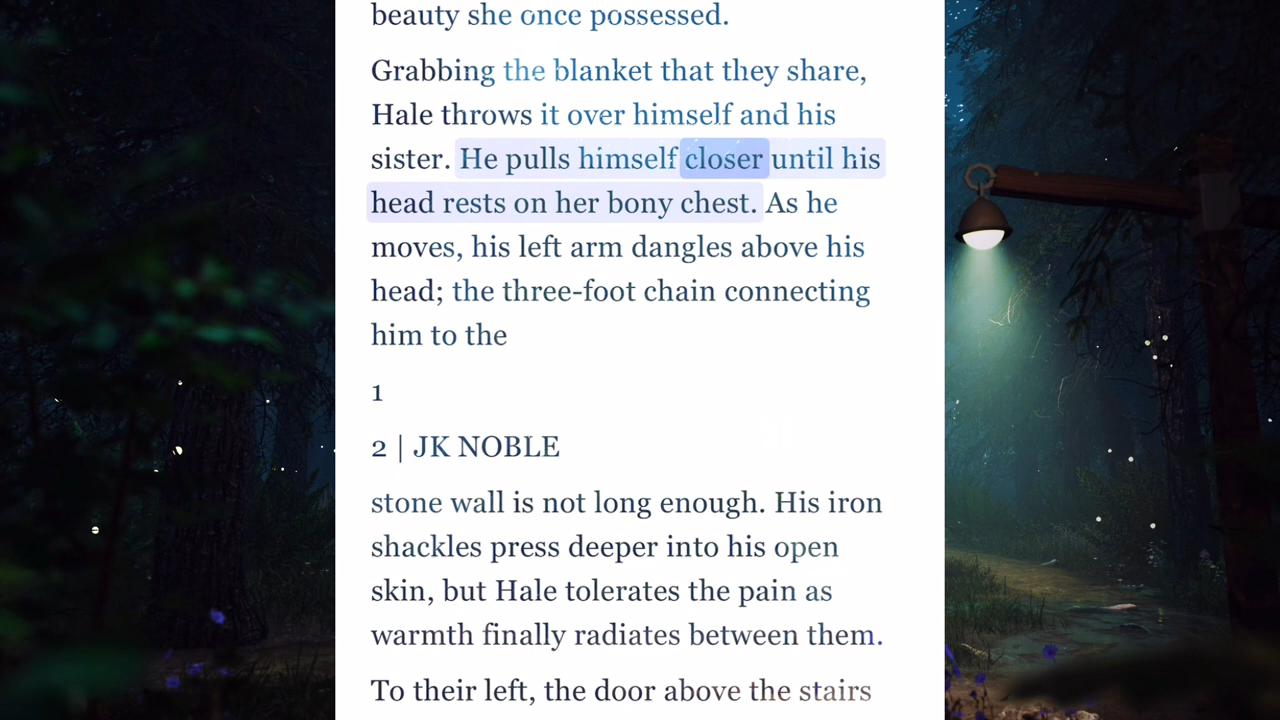 beauty she once possessed.
Grabbing the blanket that they share,
Hale throws it over himself and his
sister. He pulls himself closer until his
head rests on her bony chest. As he
moves, his left arm dangles above his
head; the three-foot chain connecting
him to the
1
2 | JK NOBLE
stone wall is not long enough. His iron
shackles press deeper into his open
skin, but Hale tolerates the pain as
warmth finally radiates between them.
To their left, the door above the stairs